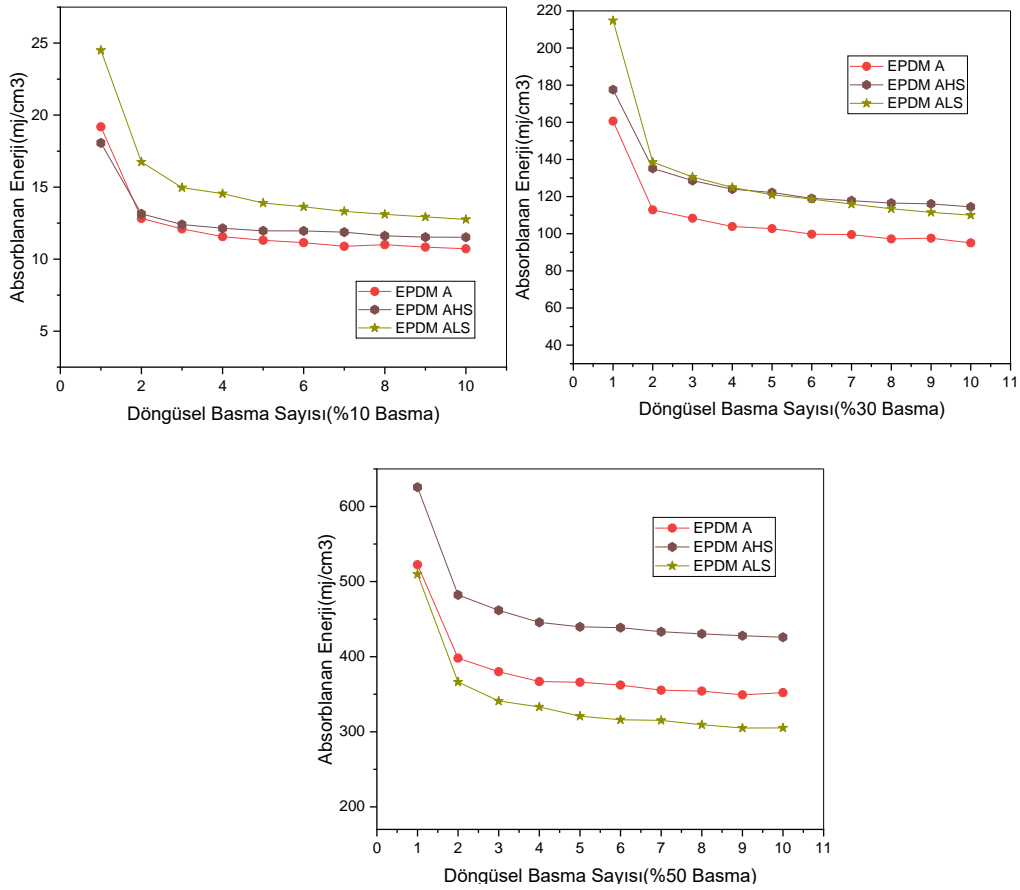 Absorblanan Enerji(mj/cm3)
25
20
15
10
5
EPDM A
EPDM AHS
EPDM ALS
0 2 4 6 8 10
Döngüsel Basma Sayısı(%10 Basma)
Absorblanan Enerji(mj/cm3)
220
200
180
160
140
120
100
80
60
40
EPDM A
EPDM AHS
EPDM ALS
0 1 2 3 4 5 6 7 8 9 10 11
Döngüsel Basma Sayısı(%30 Basma)
Absorblanan Enerji(mj/cm3)
600
500
400
300
200
EPDM A
EPDM AHS
EPDM ALS
0 1 2 3 4 5 6 7 8 9 10 11
Döngüsel Basma Sayısı(%50 Basma)